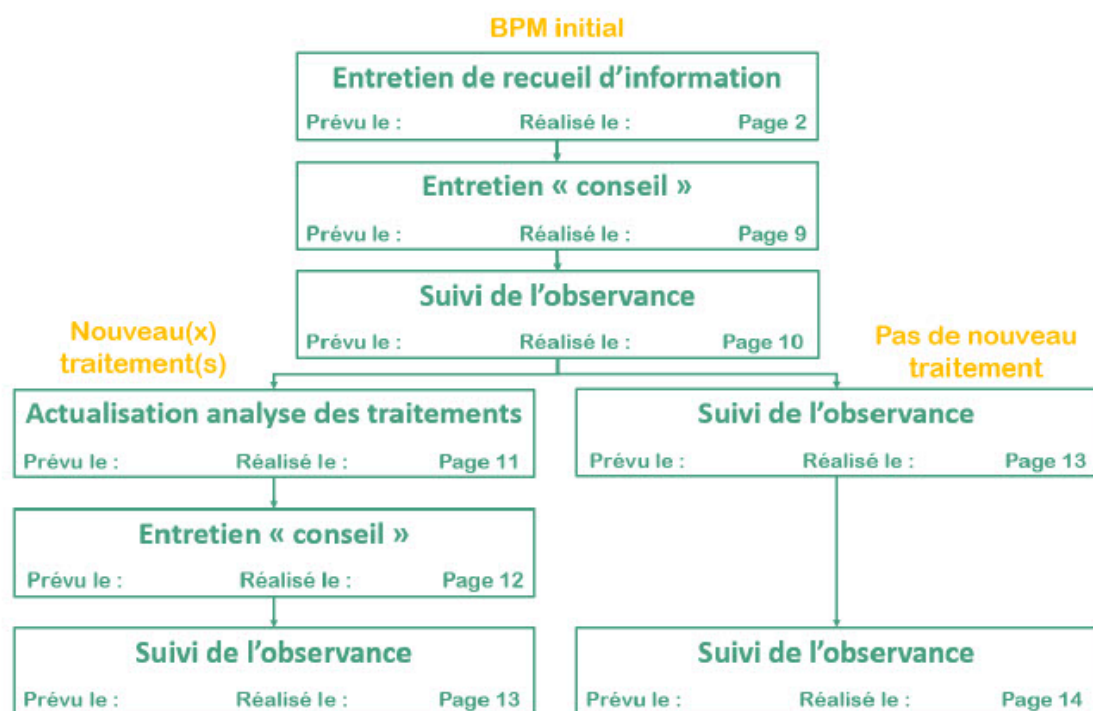 BPM initial
Entretien de recueil d’information
Prévu le : Réalisé le : Page 2
Entretien « conseil »
Prévu le : Réalisé le : Page 9
Suivi de l’observance
Prévu le : Réalisé le : Page 10
Nouveau(x)
traitement(s)
Pas de nouveau
traitement
Actualisation analyse des traitements
Prévu le : Réalisé le : Page 11
Suivi de l’observance
Prévu le : Réalisé le : Page 13
Entretien « conseil »
Prévu le : Réalisé le : Page 12
Suivi de l’observance
Prévu le : Réalisé le : Page 13
Suivi de l’observance
Prévu le : Réalisé le : Page 14